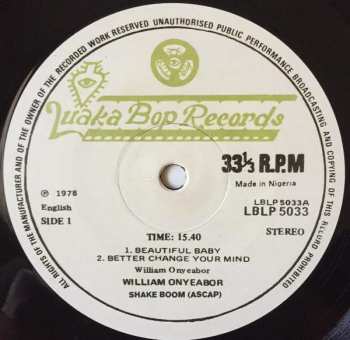 ALL RIGHTS OF THE MANUFACTURER AND OF THE OWNER OF THE RECORDED WORK RESERVED UNAUTHORISED PUBLIC PERFORMANCE BROADCASTING AND COPYING OF THIS RECORD PROHIBITED
Luaka Bop Records
33⅓ R.P.M
Made in Nigeria
Ⓟ 1978
English
SIDE 1
LBLP 5033A
LBLP 5033
STEREO
TIME: 15.40
1. BEAUTIFUL BABY
2. BETTER CHANGE YOUR MIND
William Onyeabor
WILLIAM ONYEABOR
SHAKE BOOM (ASCAP)